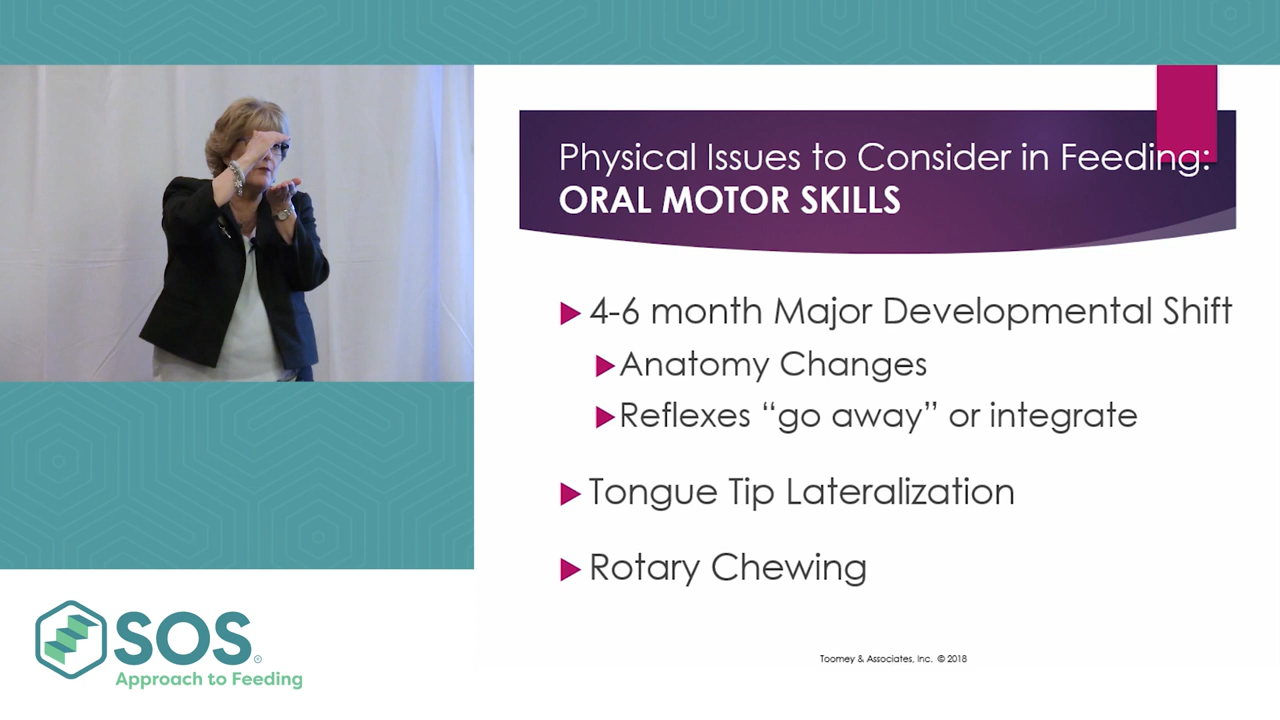 Physical Issues to Consider in Feeding:
ORAL MOTOR SKILLS
4-6 month Major Developmental Shift
Anatomy Changes
Reflexes “go away” or integrate
Tongue Tip Lateralization
Rotary Chewing
Toomey & Associates, Inc. © 2018
SOS®
Approach to Feeding